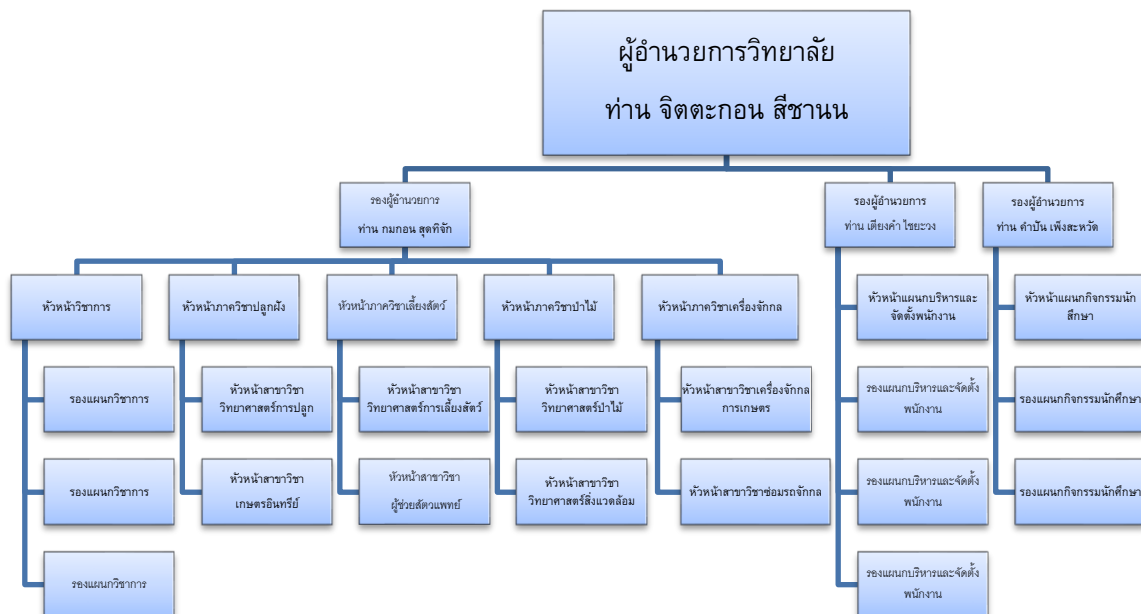 ผู้อำนวยการวิทยาลัย
ท่าน จิตตะกอน สีชานน
รองผู้อำนวยการ
ท่าน กมกอน สุดทิจัก
รองผู้อำนวยการ
ท่าน เตียงคำ ไชยะวง
รองผู้อำนวยการ
ท่าน คำปัน เพ็งสะหวัด
หัวหน้าวิชาการ
หัวหน้าภาควิชาปลูกฝัง
หัวหน้าภาควิชาเลี้ยงสัตว์
หัวหน้าภาควิชาป่าไม้
หัวหน้าภาควิชาเครื่องจักกล
หัวหน้าแผนกบริหารและ
จัดตั้งพนักงาน
หัวหน้าแผนกกิจกรรมนัก
สึกษา
รองแผนกวิชาการ
หัวหน้าสาขาวิชา
วิทยาศาสตร์การปลูก
หัวหน้าสาขาวิชา
วิทยาศาสตร์การเลี้ยงสัตว์
หัวหน้าสาขาวิชา
วิทยาศาสตร์ป่าไม้
หัวหน้าสาขาวิชาเครื่องจักกล
การเกษตร
รองแผนกบริหารและจัดตั้ง
พนักงาน
รองแผนกกิจกรรมนักศึกษา
รองแผนกวิชาการ
หัวหน้าสาขาวิชา
เกษตรอินทรีย์
หัวหน้าสาขาวิชา
ผู้ช่วยสัตวแพทย์
หัวหน้าสาขาวิชา
วิทยาศาสตร์สิ่งแวดล้อม
หัวหน้าสาขาวิชาซ่อมรถจักกล
รองแผนกบริหารและจัดตั้ง
พนักงาน
รองแผนกกิจกรรมนักศึกษา
รองแผนกวิชาการ
รองแผนกบริหารและจัดตั้ง
พนักงาน